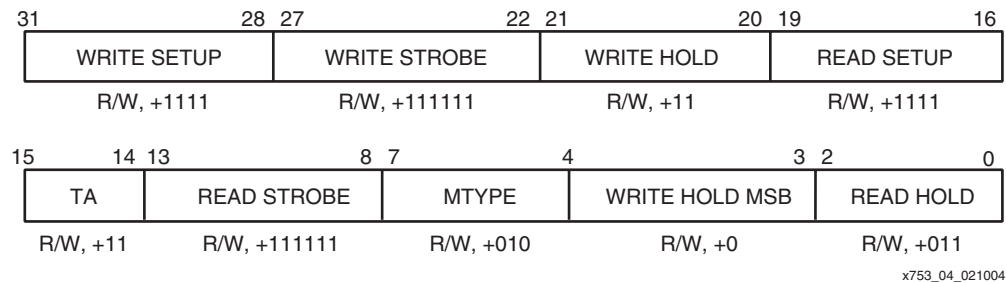 31 28 27 22 21 20 19 16
WRITE SETUP WRITE STROBE WRITE HOLD READ SETUP
R/W, +1111 R/W, +111111 R/W, +11 R/W, +1111
15 14 13 8 7 4 3 2 0
TA READ STROBE MTYPE WRITE HOLD MSB READ HOLD
R/W, +11 R/W, +111111 R/W, +010 R/W, +0 R/W, +011
x753_04_021004